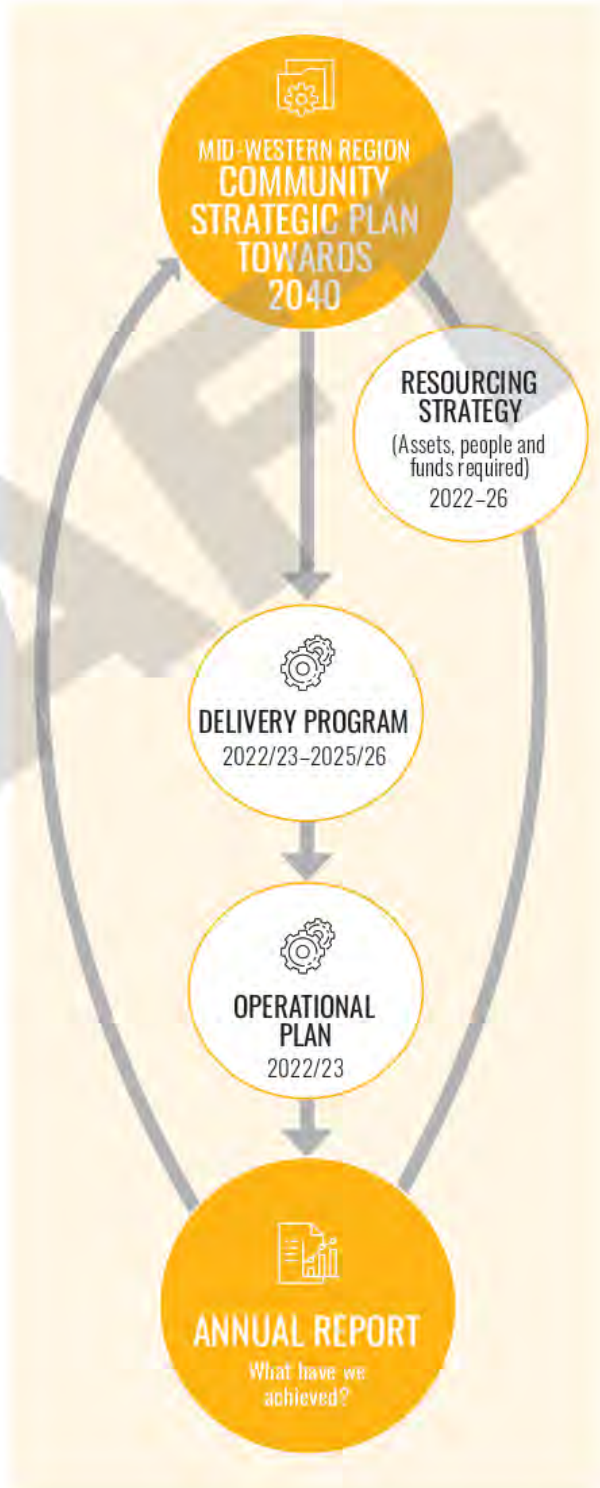 MID-WESTERN REGION
COMMUNITY
STRATEGIC PLAN
TOWARDS
2040
RESOURCING
STRATEGY
(Assets, people and
funds required)
2022–26
DELIVERY PROGRAM
2022/23–2025/26
OPERATIONAL
PLAN
2022/23
ANNUAL REPORT
What have we
achieved?